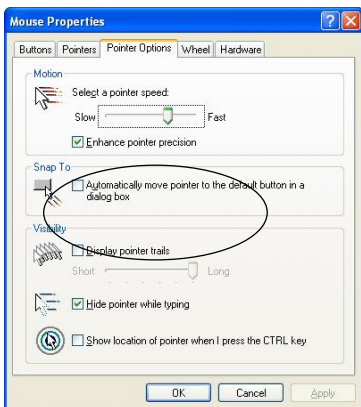 Mouse Properties
Buttons Pointers Pointer Options Wheel Hardware
Motion
Select a pointer speed:
Slow Fast
Enhance pointer precision
Snap To
Automatically move pointer to the default button in a
dialog box
Visibility
Display pointer trails
Short Long
Hide pointer while typing
Show location of pointer when I press the CTRL key
OK Cancel Apply